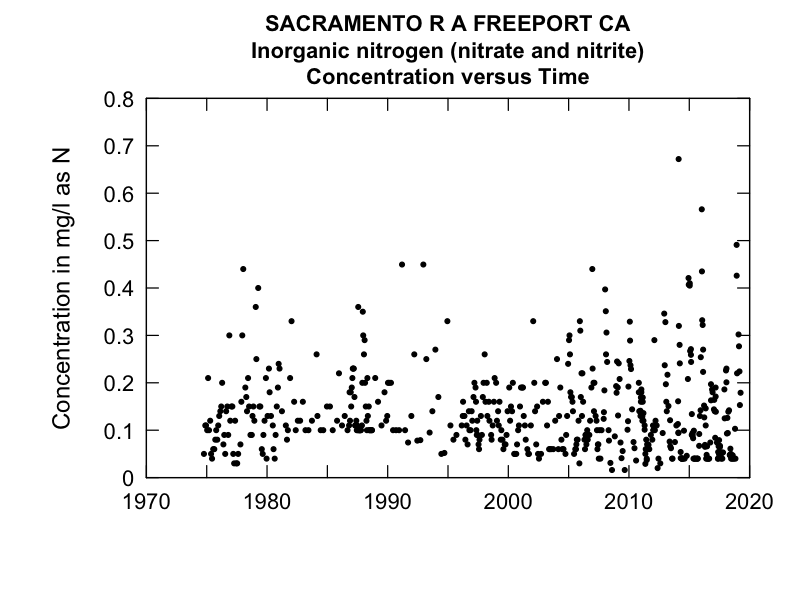 SACRAMENTO R A FREEPORT CA
Inorganic nitrogen (nitrate and nitrite)
Concentration versus Time
Concentration in mg/l as N
0.8
0.7
0.6
0.5
0.4
0.3
0.2
0.1
0
1970 1980 1990 2000 2010 2020